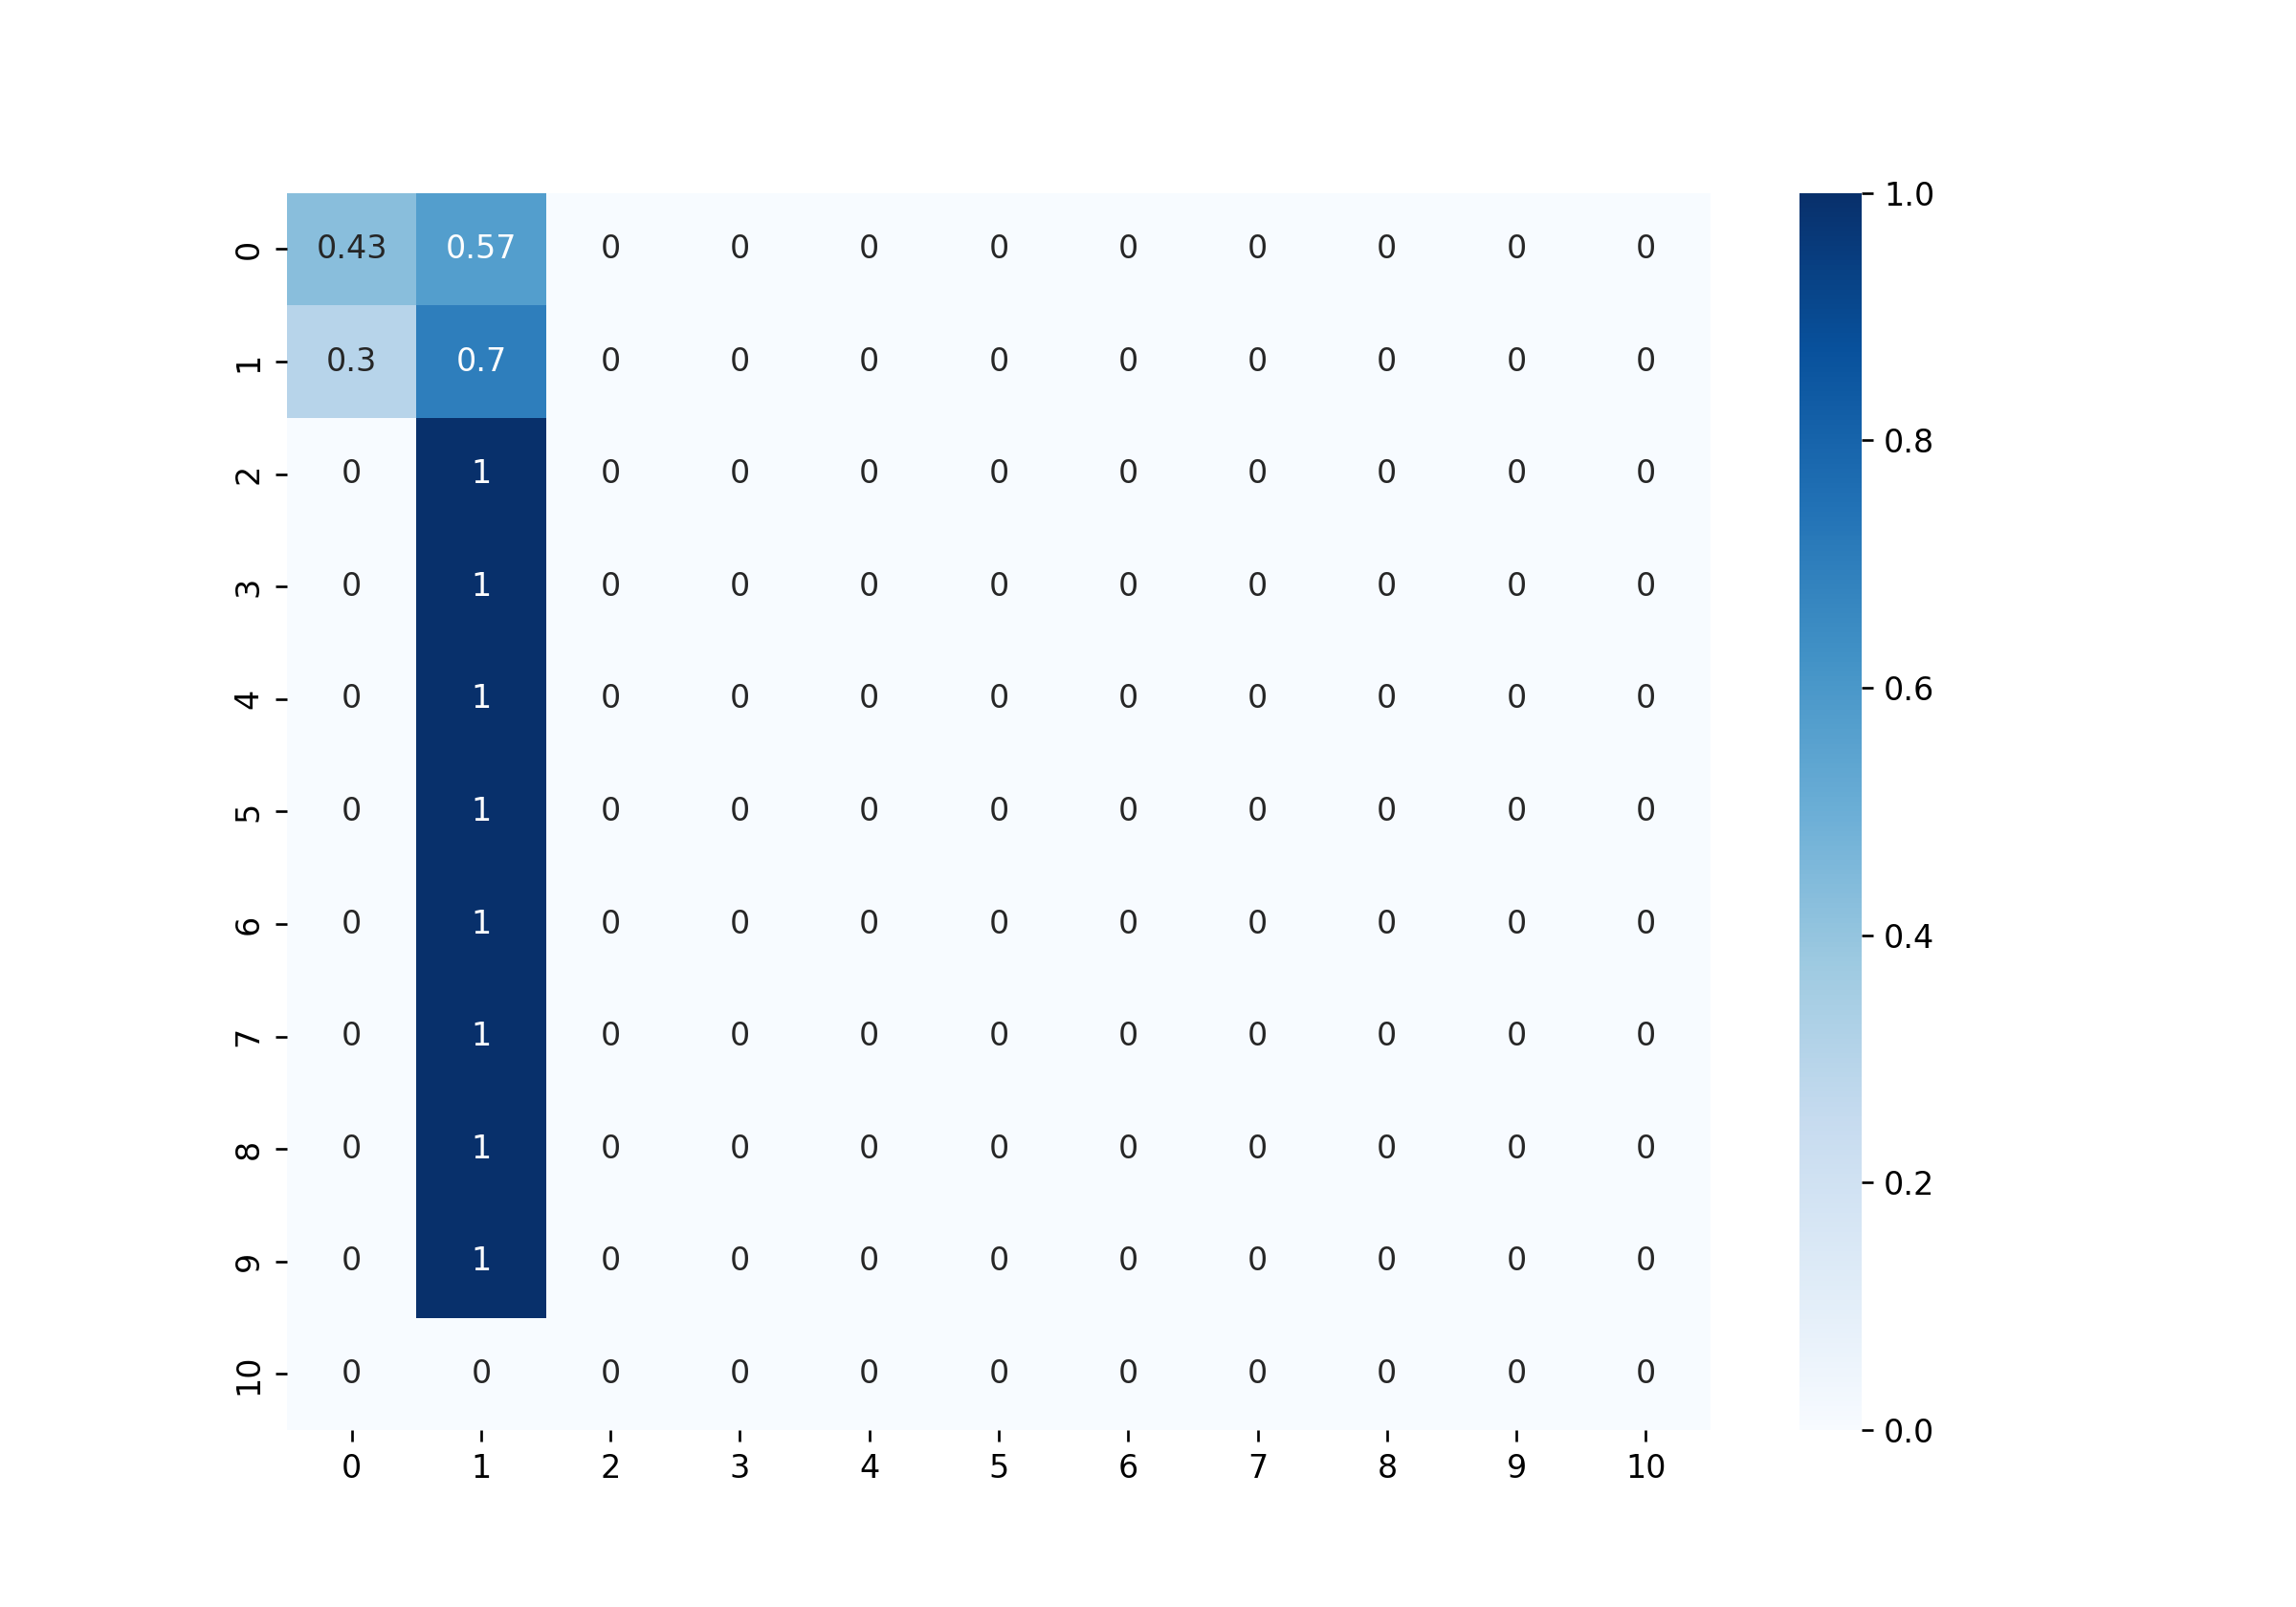 1.0
0 0.43 0.57 0 0 0 0 0 0 0 0 0
1 0.3 0.7 0 0 0 0 0 0 0 0 0
0.8
2 0 1 0 0 0 0 0 0 0 0 0
3 0 1 0 0 0 0 0 0 0 0 0
0.6
4 0 1 0 0 0 0 0 0 0 0 0
5 0 1 0 0 0 0 0 0 0 0 0
6 0 1 0 0 0 0 0 0 0 0 0
0.4
7 0 1 0 0 0 0 0 0 0 0 0
8 0 1 0 0 0 0 0 0 0 0 0
0.2
9 0 1 0 0 0 0 0 0 0 0 0
10 0 0 0 0 0 0 0 0 0 0 0
0.0
0 1 2 3 4 5 6 7 8 9 10